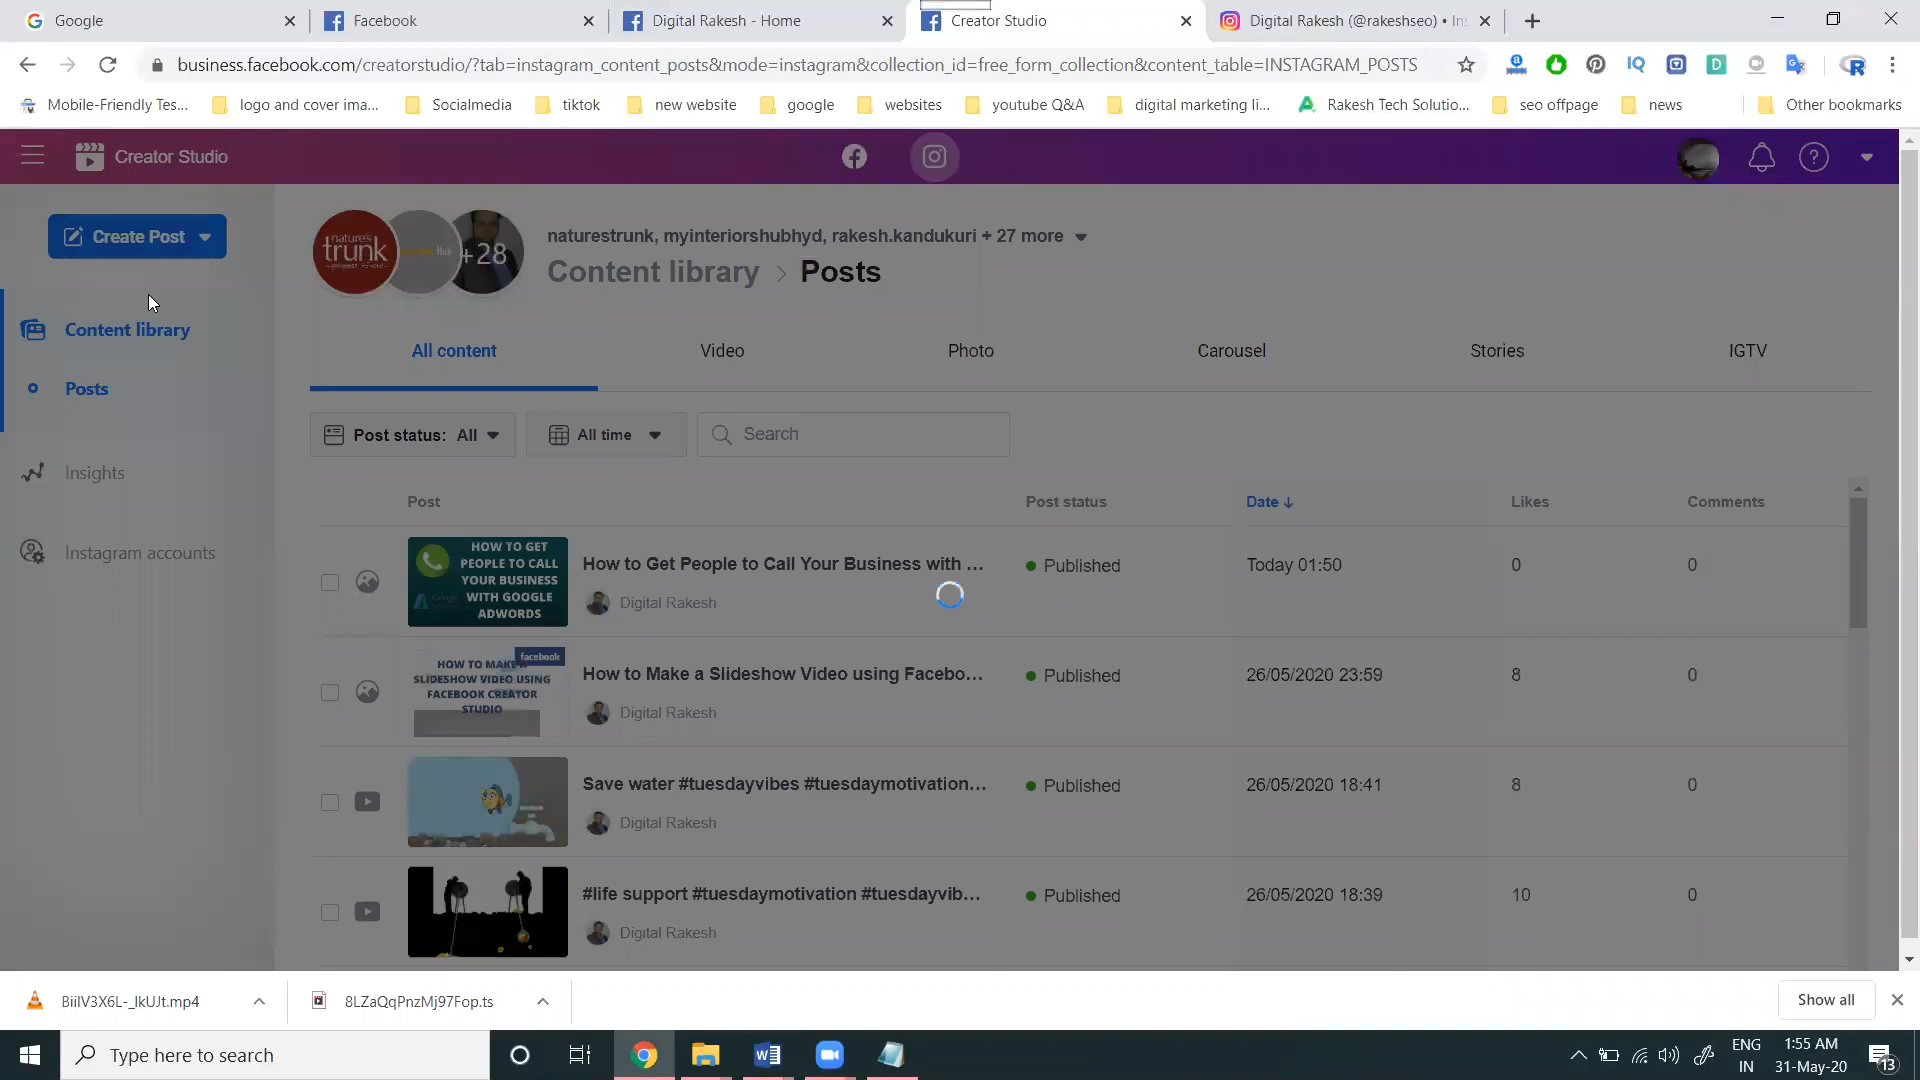 Google
Facebook
Digital Rakesh - Home
Creator Studio
Digital Rakesh (@rakeshseo) • In
business.facebook.com/creatorstudio/?tab=instagram_content_posts&mode=instagram&collection_id=free_form_collection&content_table=INSTAGRAM_POSTS
Mobile-Friendly Tes...
logo and cover ima...
Socialmedia
tiktok
new website
google
websites
youtube Q&A
digital marketing li...
Rakesh Tech Solutio...
seo offpage
news
Other bookmarks
Creator Studio
Create Post
nature's
trunk
Hub
+28
naturestrunk, myinteriorshubhyd, rakesh.kandukuri + 27 more
Content library > Posts
Content library
Posts
Insights
Instagram accounts
All content
Video
Photo
Carousel
Stories
IGTV
Post status: All
All time
Search
Post
Post status
Date ↓
Likes
Comments
HOW TO GET
PEOPLE TO CALL
YOUR BUSINESS
WITH GOOGLE
ADWORDS
How to Get People to Call Your Business with ...
Digital Rakesh
Published
Today 01:50
0
0
facebook
HOW TO MAKE A
SLIDESHOW VIDEO USING
FACEBOOK CREATOR
STUDIO
How to Make a Slideshow Video using Facebo...
Digital Rakesh
Published
26/05/2020 23:59
8
0
Save water #tuesdayvibes #tuesdaymotivation...
Digital Rakesh
Published
26/05/2020 18:41
8
0
#life support #tuesdaymotivation #tuesdayvib...
Digital Rakesh
Published
26/05/2020 18:39
10
0
BiilV3X6L-_lkUJt.mp4
8LZaQqPnzMj97Fop.ts
Show all
Type here to search
ENG
IN
1:55 AM
31-May-20
13